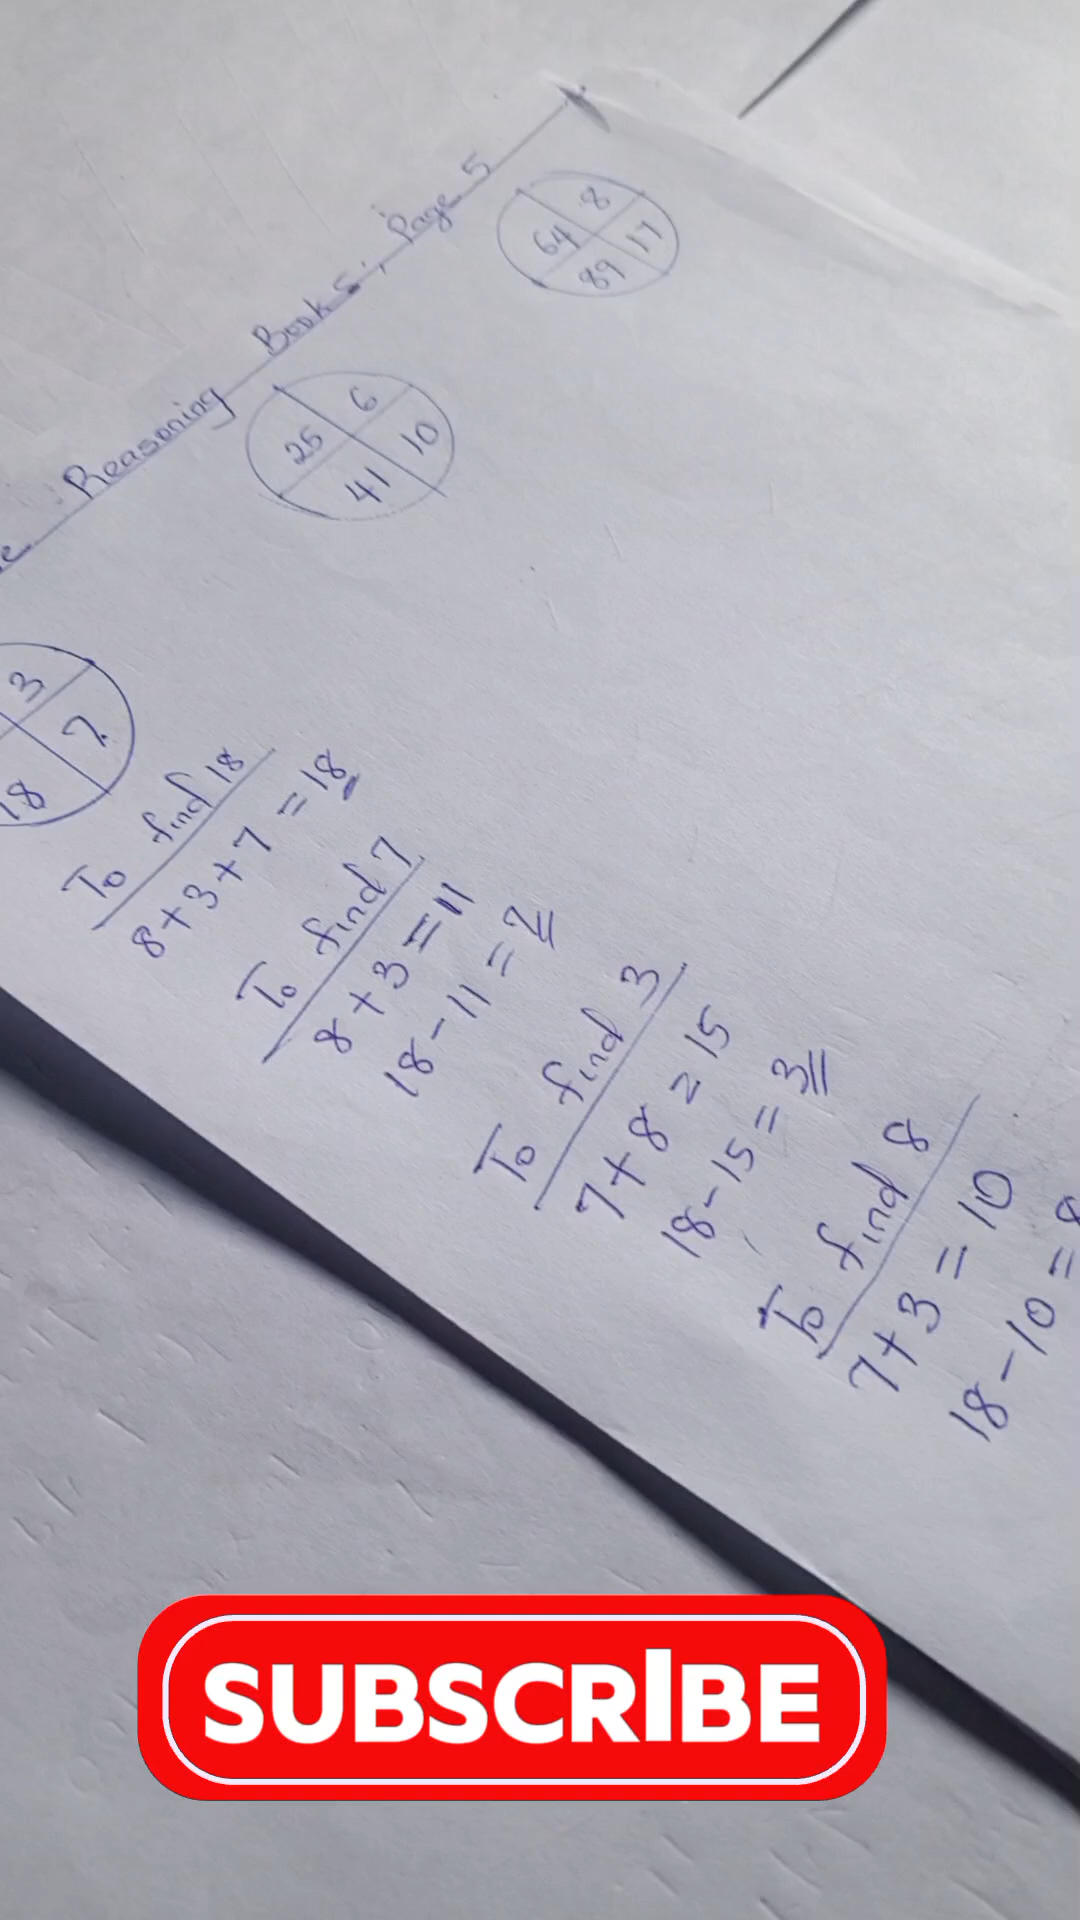 Reasoning Book 5; Page 5
3
7
18
6
25
10
41
8
64
17
89
To find 18
8+3+7 = 18
To find 7
8+3 = 11
18-11 = 7
To find 3
7+8 = 15
18-15 = 3
To find 8
7+3 = 10
18-10 = 8
SUBSCRIBE